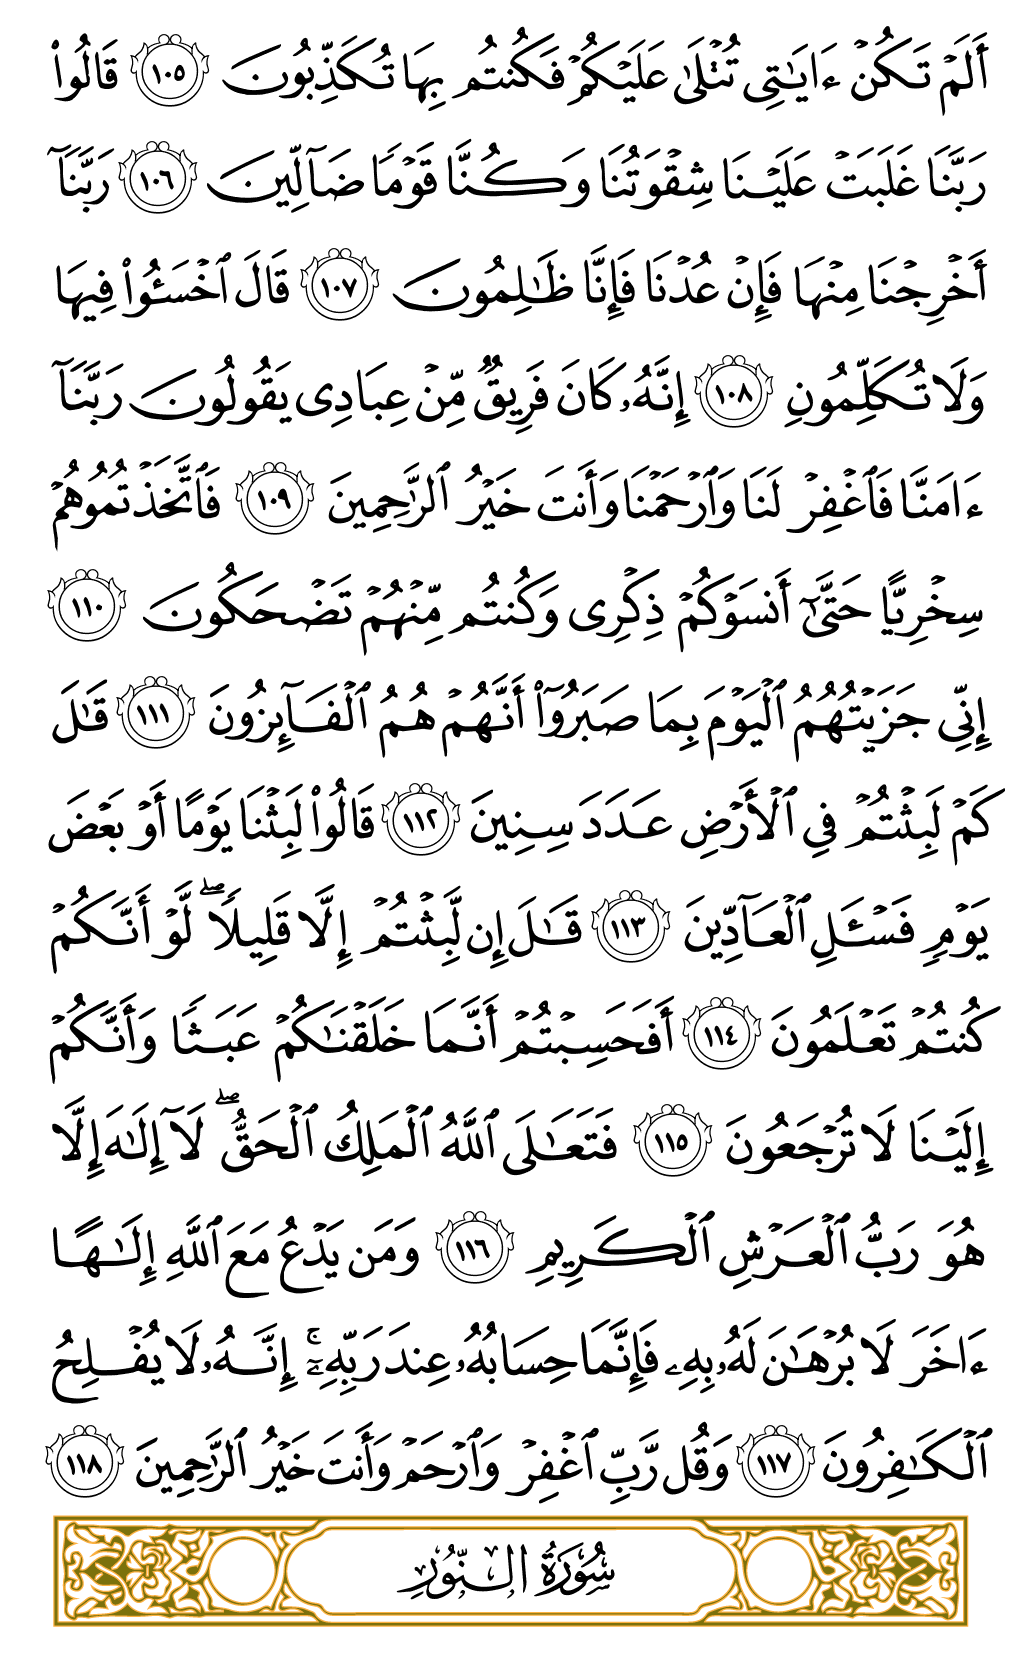 أَلَمْ تَكُنْ ءَايَٰتِى تُتْلَىٰ عَلَيْكُمْ فَكُنتُم بِهَا تُكَذِّبُونَ ١٠٥ قَالُوا۟
رَبَّنَا غَلَبَتْ عَلَيْنَا شِقْوَتُنَا وَكُنَّا قَوْمًا ضَآلِّينَ ١٠٦ رَبَّنَآ
أَخْرِجْنَا مِنْهَا فَإِنْ عُدْنَا فَإِنَّا ظَٰلِمُونَ ١٠٧ قَالَ ٱخْسَـُٔوا۟ فِيهَا
وَلَا تُكَلِّمُونِ ١٠٨ إِنَّهُۥ كَانَ فَرِيقٌ مِّنْ عِبَادِى يَقُولُونَ رَبَّنَآ
ءَامَنَّا فَٱغْفِرْ لَنَا وَٱرْحَمْنَا وَأَنتَ خَيْرُ ٱلرَّٰحِمِينَ ١٠٩ فَٱتَّخَذْتُمُوهُمْ
سِخْرِيًّا حَتَّىٰٓ أَنسَوْكُمْ ذِكْرِى وَكُنتُم مِّنْهُمْ تَضْحَكُونَ ١١٠
إِنِّى جَزَيْتُهُمُ ٱلْيَوْمَ بِمَا صَبَرُوٓا۟ أَنَّهُمْ هُمُ ٱلْفَآئِزُونَ ١١١ قَٰلَ
كَمْ لَبِثْتُمْ فِى ٱلْأَرْضِ عَدَدَ سِنِينَ ١١٢ قَالُوا۟ لَبِثْنَا يَوْمًا أَوْ بَعْضَ
يَوْمٍ فَسْـَٔلِ ٱلْعَآدِّينَ ١١٣ قَٰلَ إِن لَّبِثْتُمْ إِلَّا قَلِيلًا ۖ لَّوْ أَنَّكُمْ
كُنتُمْ تَعْلَمُونَ ١١٤ أَفَحَسِبْتُمْ أَنَّمَا خَلَقْنَٰكُمْ عَبَثًا وَأَنَّكُمْ
إِلَيْنَا لَا تُرْجَعُونَ ١١٥ فَتَعَٰلَى ٱللَّهُ ٱلْمَلِكُ ٱلْحَقُّ ۖ لَآ إِلَٰهَ إِلَّا
هُوَ رَبُّ ٱلْعَرْشِ ٱلْكَرِيمِ ١١٦ وَمَن يَدْعُ مَعَ ٱللَّهِ إِلَٰهًا
ءَاخَرَ لَا بُرْهَٰنَ لَهُۥ بِهِۦ فَإِنَّمَا حِسَابُهُۥ عِندَ رَبِّهِۦٓ ۚ إِنَّهُۥ لَا يُفْلِحُ
ٱلْكَٰفِرُونَ ١١٧ وَقُل رَّبِّ ٱغْفِرْ وَٱرْحَمْ وَأَنتَ خَيْرُ ٱلرَّٰحِمِينَ ١١٨
سُورَةُ النُّورِ